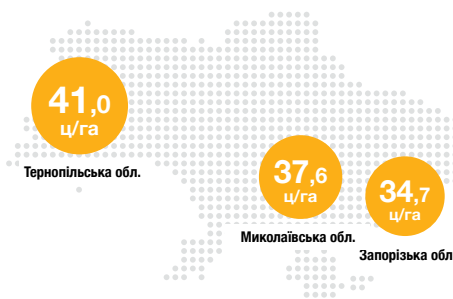 41,0
ц/га
Тернопільська обл.
37,6
ц/га
Миколаївська обл.
34,7
ц/га
Запорізька обл